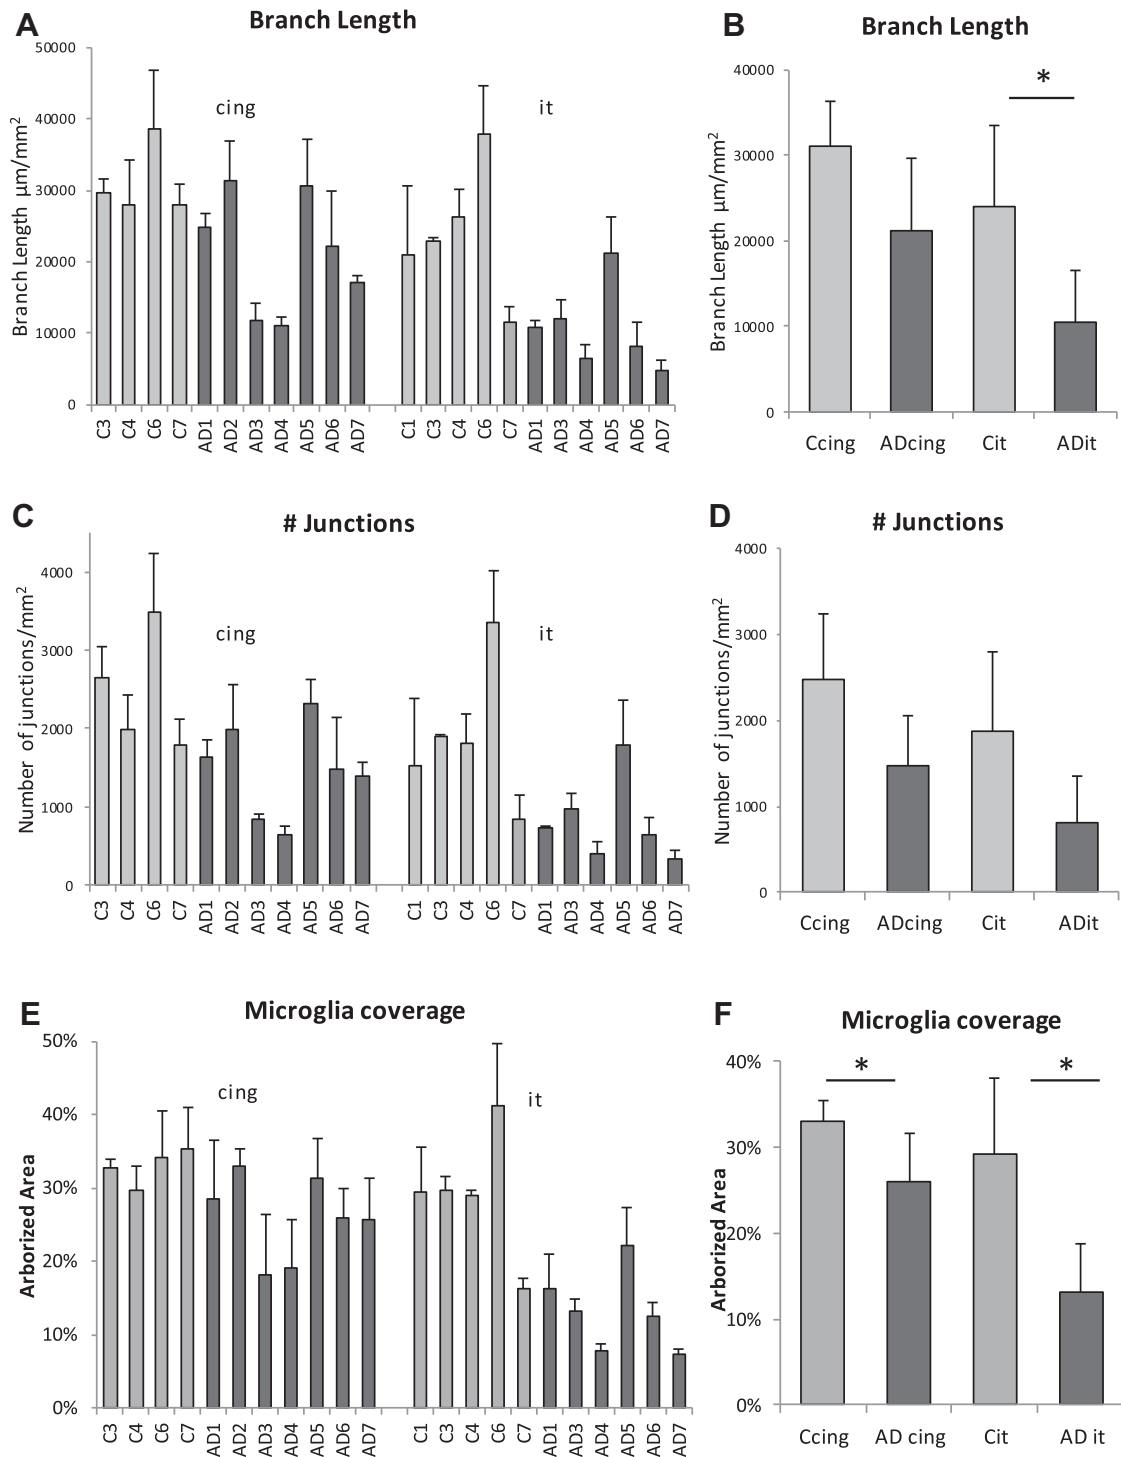 A
Branch Length
Branch Length μm/mm²
50000
40000
30000
20000
10000
0
cing
it
C3 C4 C6 C7 AD1 AD2 AD3 AD4 AD5 AD6 AD7 C1 C3 C4 C6 C7 AD1 AD3 AD4 AD5 AD6 AD7
B
Branch Length
Branch Length μm/mm²
40000
30000
20000
10000
0
*
Ccing ADcing Cit ADit
C
# Junctions
Number of junctions/mm²
4000
3000
2000
1000
0
cing
it
C3 C4 C6 C7 AD1 AD2 AD3 AD4 AD5 AD6 AD7 C1 C3 C4 C6 C7 AD1 AD3 AD4 AD5 AD6 AD7
D
# Junctions
Number of junctions/mm²
4000
3000
2000
1000
0
Ccing ADcing Cit ADit
E
Microglia coverage
Arborized Area
50%
40%
30%
20%
10%
0%
cing
it
C3 C4 C6 C7 AD1 AD2 AD3 AD4 AD5 AD6 AD7 C1 C3 C4 C6 C7 AD1 AD3 AD4 AD5 AD6 AD7
F
Microglia coverage
Arborized Area
40%
30%
20%
10%
0%
* *
Ccing AD cing Cit AD it